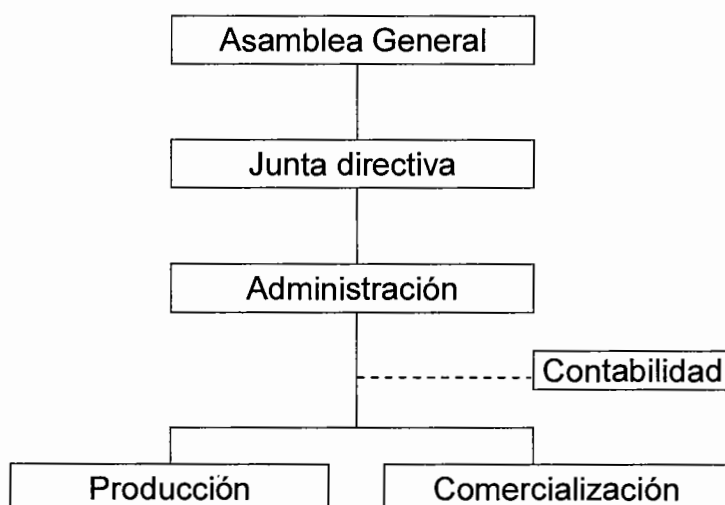 Asamblea General
Junta directiva
Administración
Contabilidad
Producción
Comercialización